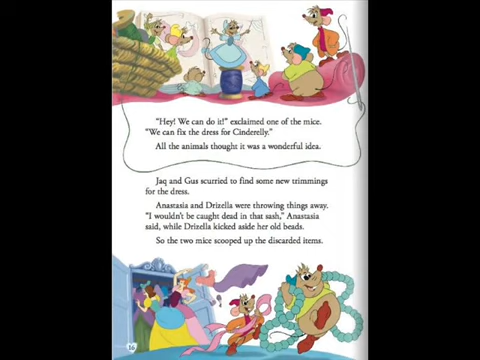 "Hey! We can do it!" exclaimed one of the mice.
"We can fix the dress for Cinderelly."
All the animals thought it was a wonderful idea.
Jaq and Gus scurried to find some new trimmings
for the dress.
Anastasia and Drizella were throwing things away.
"I wouldn't be caught dead in that sash," Anastasia
said, while Drizella kicked aside her old beads.
So the two mice scooped up the discarded items.
16